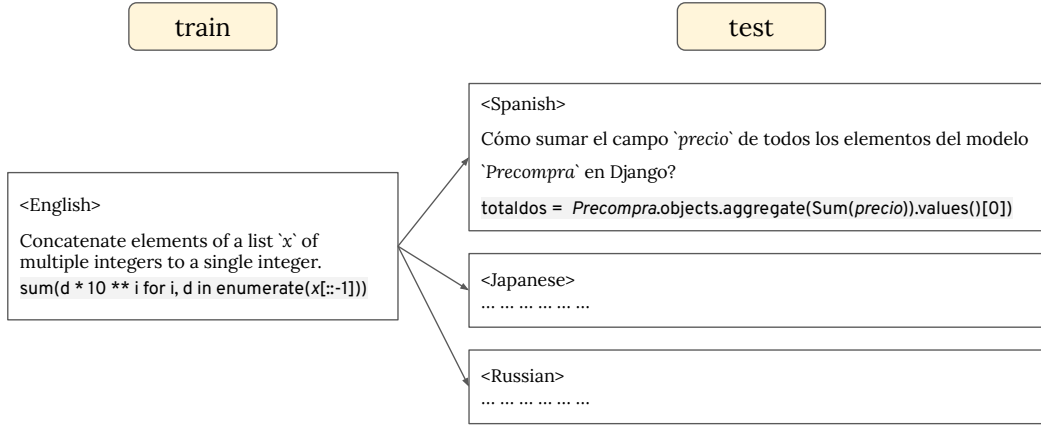 train
test
<English>
Concatenate elements of a list `x` of
multiple integers to a single integer.
sum(d * 10 ** i for i, d in enumerate(x[::-1]))
<Spanish>
Cómo sumar el campo `precio` de todos los elementos del modelo
`Precompra` en Django?
totaldos = Precompra.objects.aggregate(Sum(precio)).values()[0])
<Japanese>
... ... ... ... ... ...
<Russian>
... ... ... ... ... ...